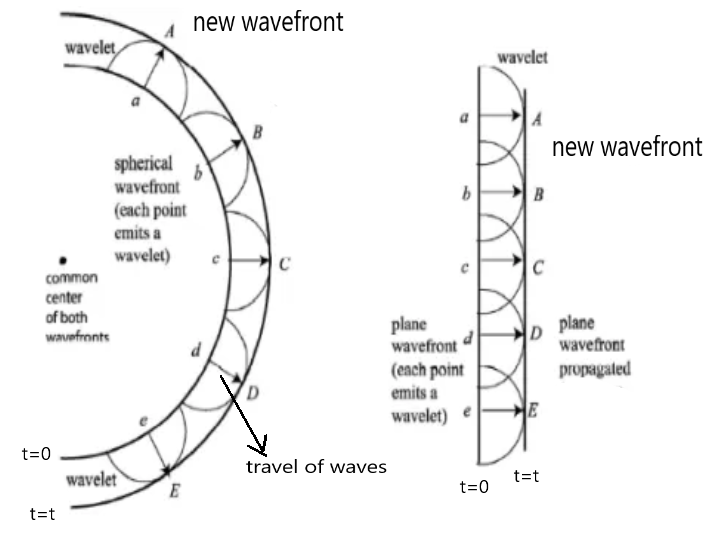 new wavefront
A
wavelet
a
B
b
spherical
wavefront
(each point
emits a
wavelet)
c
C
common
center
of both
wavefronts
d
D
e
t=0
wavelet
E
t=t
travel of waves
wavelet
a
A
new wavefront
b
B
c
C
plane
wavefront
(each point
emits a
wavelet)
d
D
plane
wavefront
propagated
e
E
t=0
t=t